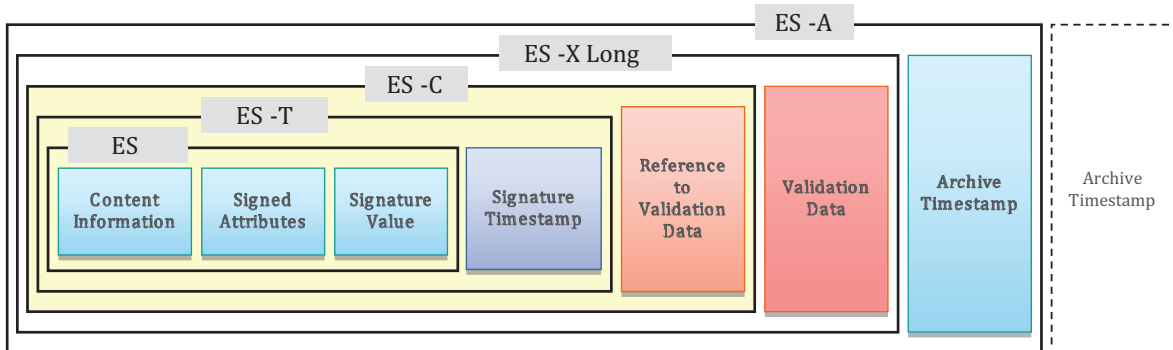 ES -A
ES -X Long
ES -C
ES -T
ES
Content
Information
Signed
Attributes
Signature
Value
Signature
Timestamp
Reference
to
Validation
Data
Validation
Data
Archive
Timestamp
Archive
Timestamp